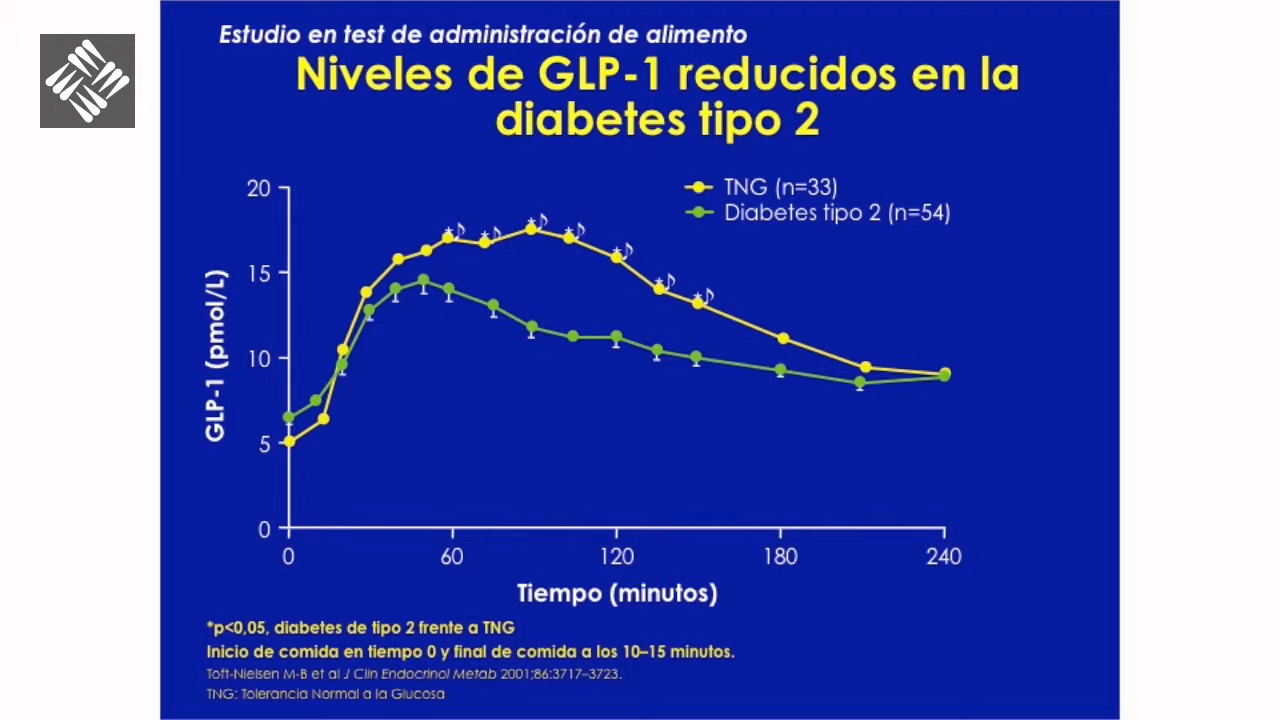 Estudio en test de administración de alimento
Niveles de GLP-1 reducidos en la
diabetes tipo 2
TNG (n=33)
Diabetes tipo 2 (n=54)
GLP-1 (pmol/L)
20
15
10
5
0
*♪ *♪ *♪ *♪ *♪ *♪ *♪
0 60 120 180 240
Tiempo (minutos)
*p<0,05, diabetes de tipo 2 frente a TNG
Inicio de comida en tiempo 0 y final de comida a los 10–15 minutos.
Toft-Nielsen M-B et al J Clin Endocrinol Metab 2001;86:3717–3723.
TNG: Tolerancia Normal a la Glucosa